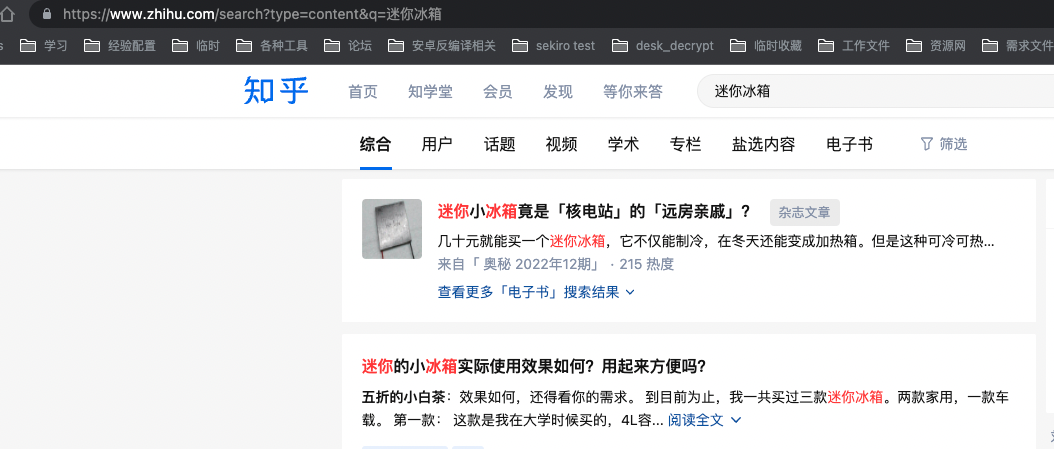 https://www.zhihu.com/search?type=content&q=迷你冰箱
学习 经验配置 临时 各种工具 论坛 安卓反编译相关 sekiro test desk_decrypt 临时收藏 工作文件 资源网 需求文件
知乎 首页 知学堂 会员 发现 等你来答 迷你冰箱
综合 用户 话题 视频 学术 专栏 盐选内容 电子书 筛选
迷你小冰箱竟是「核电站」的「远房亲戚」? 杂志文章
几十元就能买一个迷你冰箱，它不仅能制冷，在冬天还能变成加热箱。但是这种可冷可热...
来自「 奥秘 2022年12期」 · 215 热度
查看更多「电子书」搜索结果
迷你的小冰箱实际使用效果如何？用起来方便吗？
五折的小白茶：效果如何，还得看你的需求。 到目前为止，我一共买过三款迷你冰箱。两款家用，一款车
载。 第一款： 这款是我在大学时候买的，4L容... 阅读全文